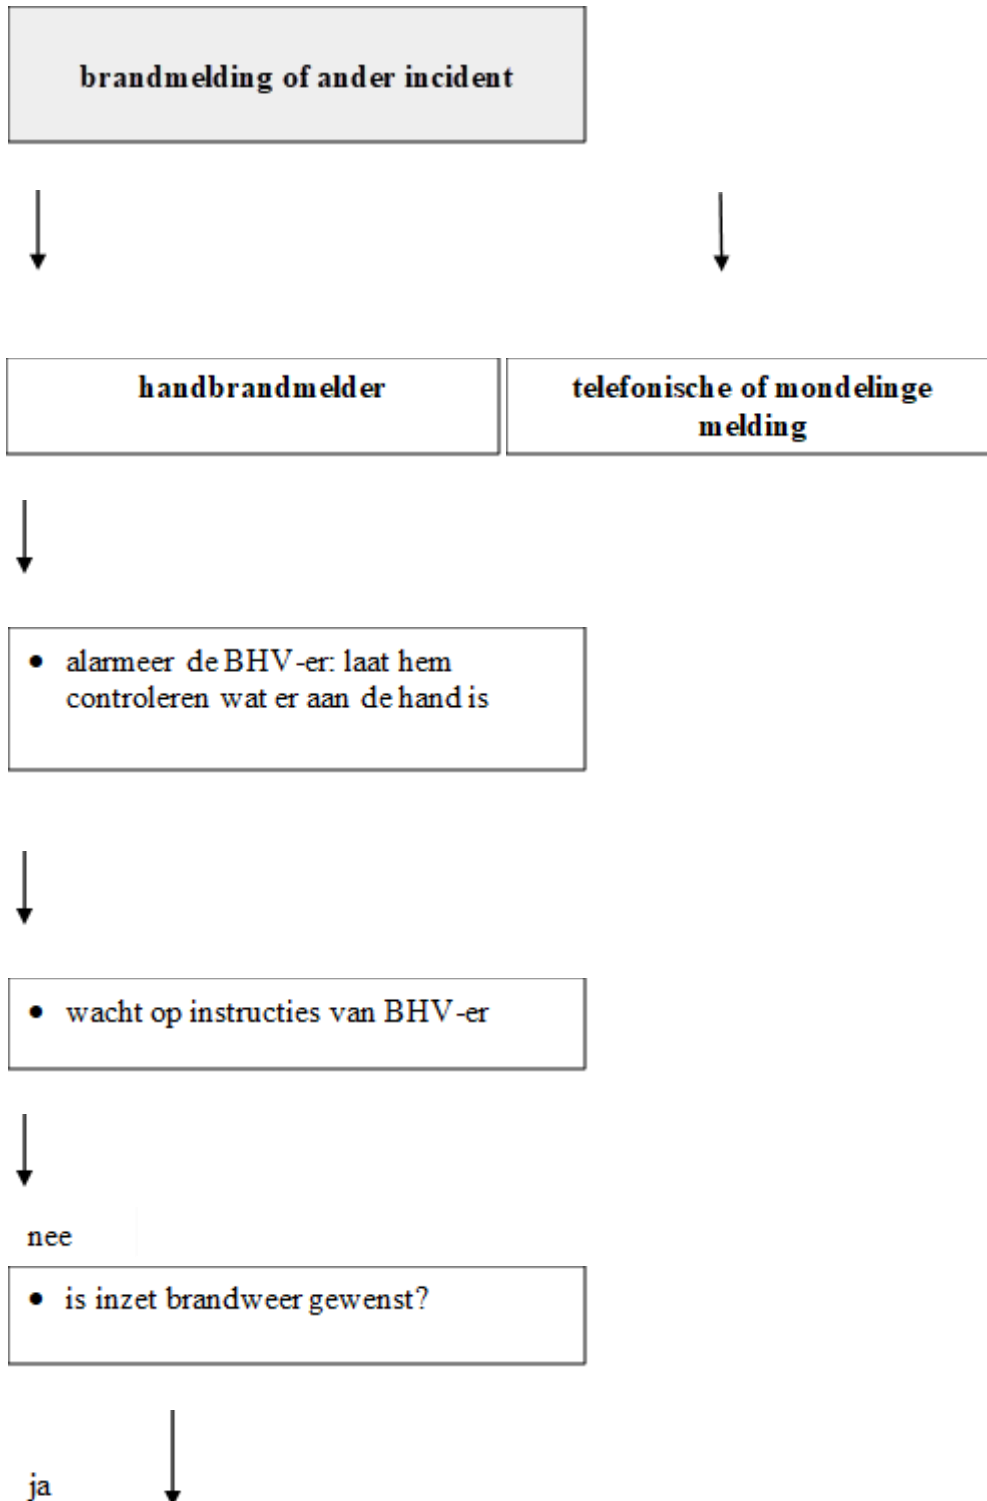 brandmelding of ander incident
handbrandmelder
telefonische of mondelinge
melding
• alarmeer de BHV-er: laat hem
controleren wat er aan de hand is
• wacht op instructies van BHV-er
nee
• is inzet brandweer gewenst?
ja